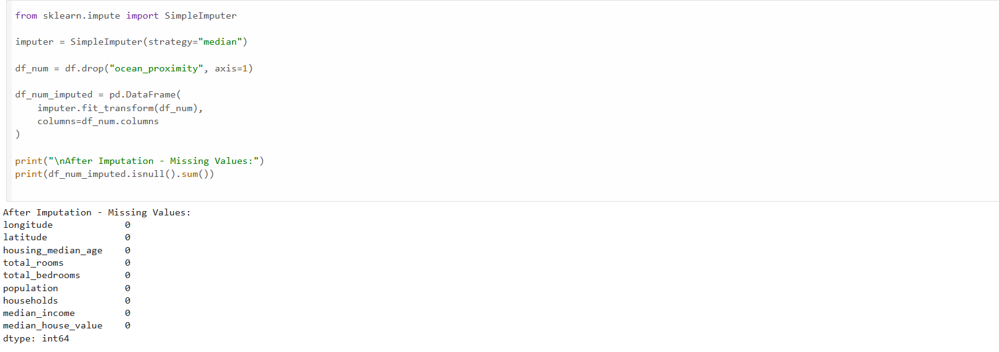 from sklearn.impute import SimpleImputer
imputer = SimpleImputer(strategy="median")
df_num = df.drop("ocean_proximity", axis=1)
df_num_imputed = pd.DataFrame(
    imputer.fit_transform(df_num),
    columns=df_num.columns
)
print("\nAfter Imputation - Missing Values:")
print(df_num_imputed.isnull().sum())
After Imputation - Missing Values:
longitude             0
latitude              0
housing_median_age    0
total_rooms           0
total_bedrooms        0
population            0
households            0
median_income         0
median_house_value    0
dtype: int64